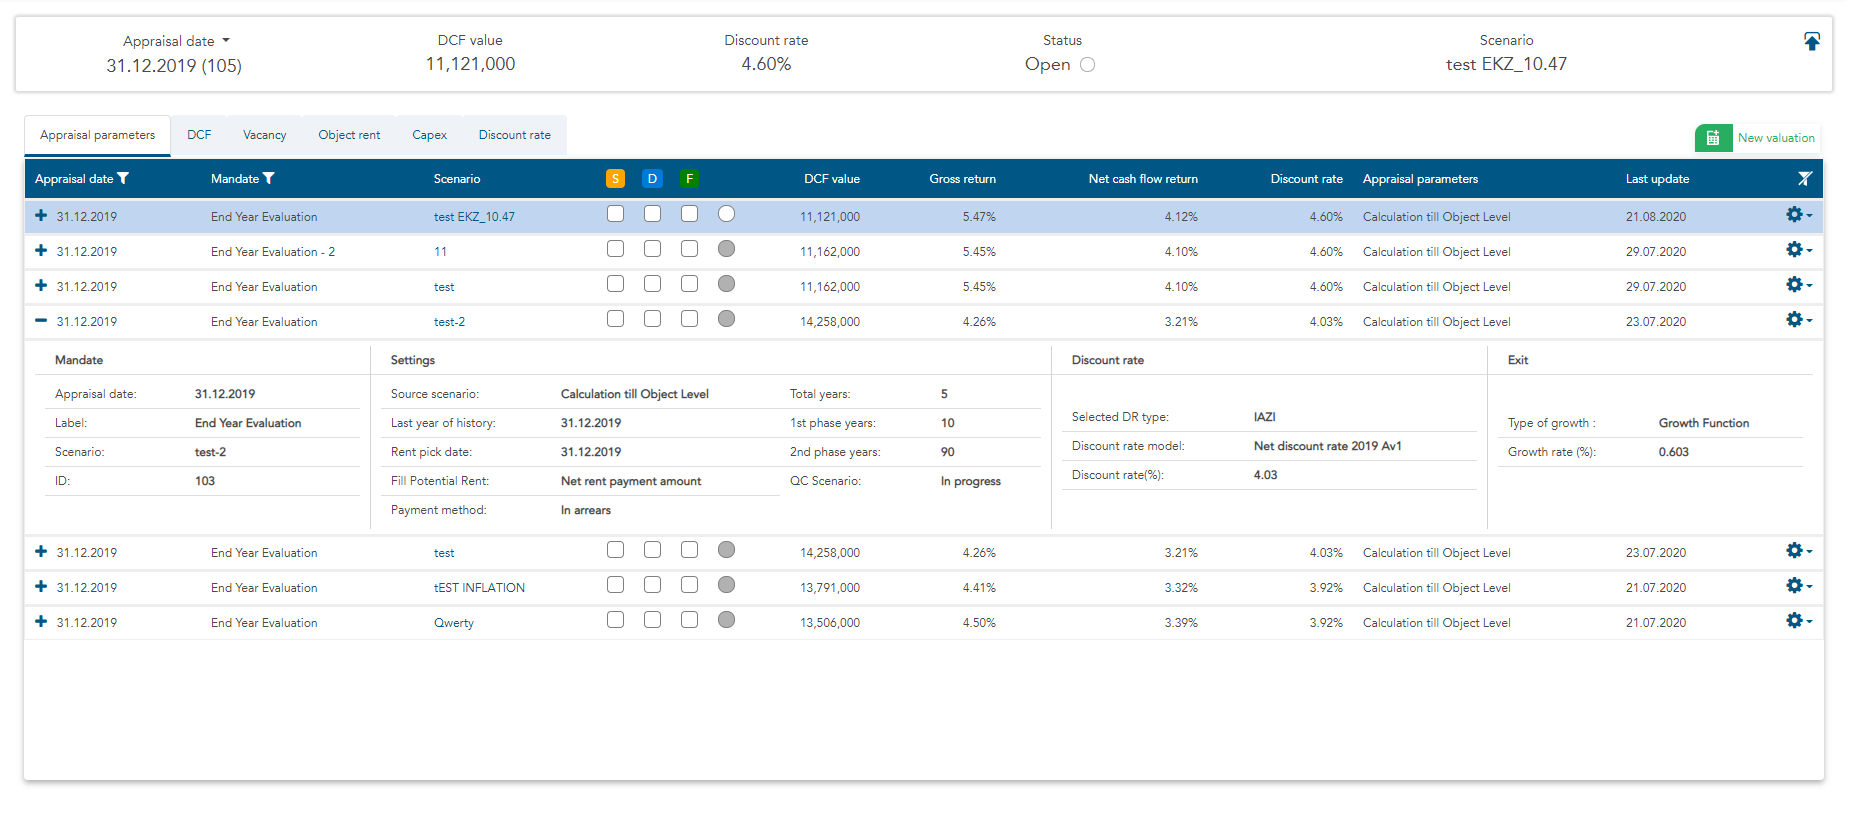 Appraisal date DCF value Discount rate Status Scenario
31.12.2019 (105) 11,121,000 4.60% Open test EKZ_10.47
Appraisal parameters DCF Vacancy Object rent Capex Discount rate New valuation
Appraisal date Mandate Scenario S D F DCF value Gross return Net cash flow return Discount rate Appraisal parameters Last update
31.12.2019 End Year Evaluation test EKZ_10.47 11,121,000 5.47% 4.12% 4.60% Calculation till Object Level 21.08.2020
31.12.2019 End Year Evaluation - 2 11 11,162,000 5.45% 4.10% 4.60% Calculation till Object Level 29.07.2020
31.12.2019 End Year Evaluation test 11,162,000 5.45% 4.10% 4.60% Calculation till Object Level 29.07.2020
31.12.2019 End Year Evaluation test-2 14,258,000 4.26% 3.21% 4.03% Calculation till Object Level 23.07.2020
Mandate
Appraisal date: 31.12.2019
Label: End Year Evaluation
Scenario: test-2
ID: 103
Settings
Source scenario: Calculation till Object Level
Last year of history: 31.12.2019
Rent pick date: 31.12.2019
Fill Potential Rent: Net rent payment amount
Payment method: In arrears
Total years: 5
1st phase years: 10
2nd phase years: 90
QC Scenario: In progress
Discount rate
Selected DR type: IAZI
Discount rate model: Net discount rate 2019 Av1
Discount rate(%): 4.03
Exit
Type of growth : Growth Function
Growth rate (%): 0.603
31.12.2019 End Year Evaluation test 14,258,000 4.26% 3.21% 4.03% Calculation till Object Level 23.07.2020
31.12.2019 End Year Evaluation tEST INFLATION 13,791,000 4.41% 3.32% 3.92% Calculation till Object Level 21.07.2020
31.12.2019 End Year Evaluation Qwerty 13,506,000 4.50% 3.39% 3.92% Calculation till Object Level 21.07.2020